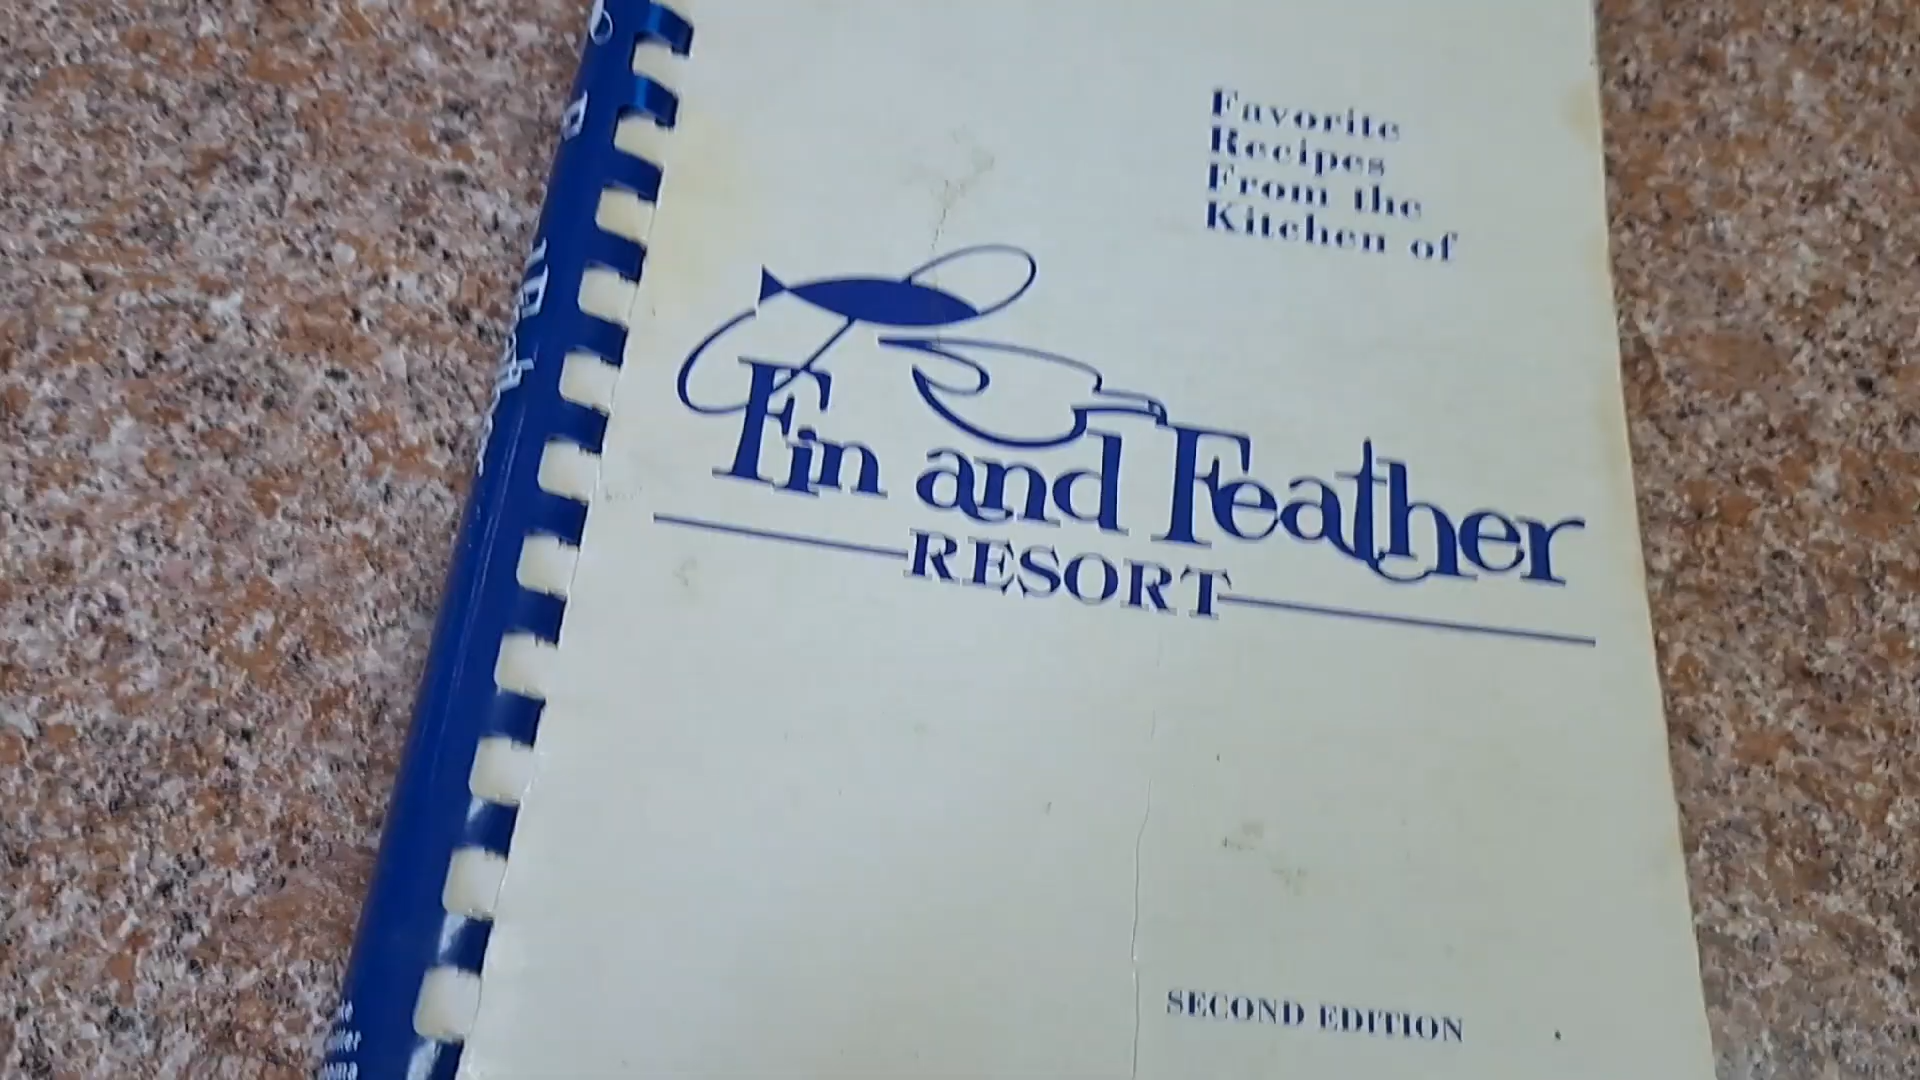 Favorite
Recipes
From the
Kitchen of
Fin and Feather
RESORT
SECOND EDITION